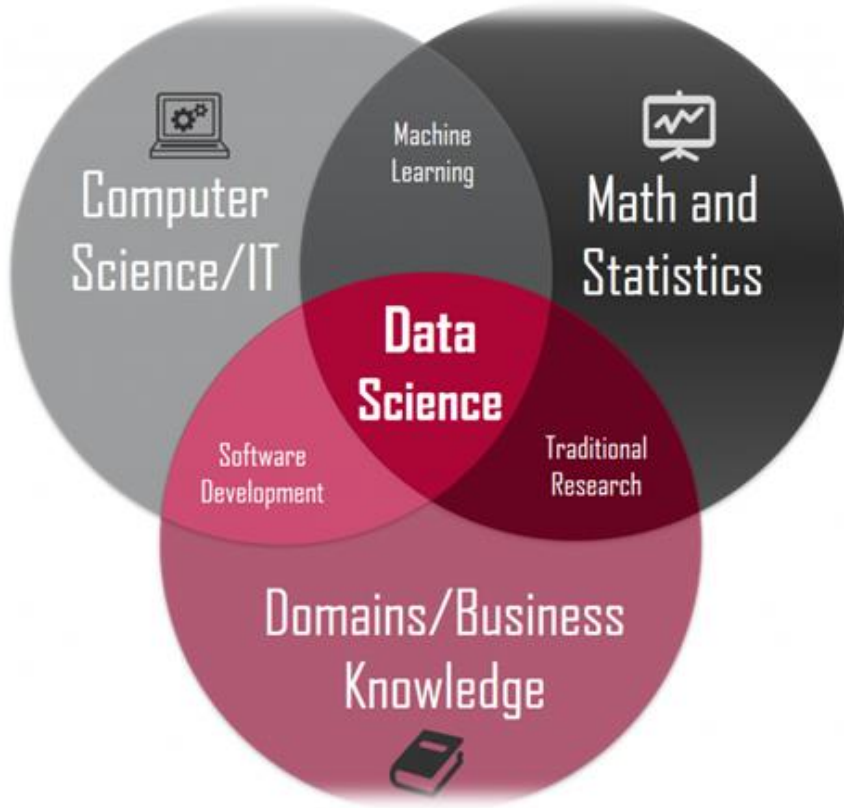 Machine
Learning
Computer
Science/IT
Math and
Statistics
Data
Science
Software
Development
Traditional
Research
Domains/Business
Knowledge